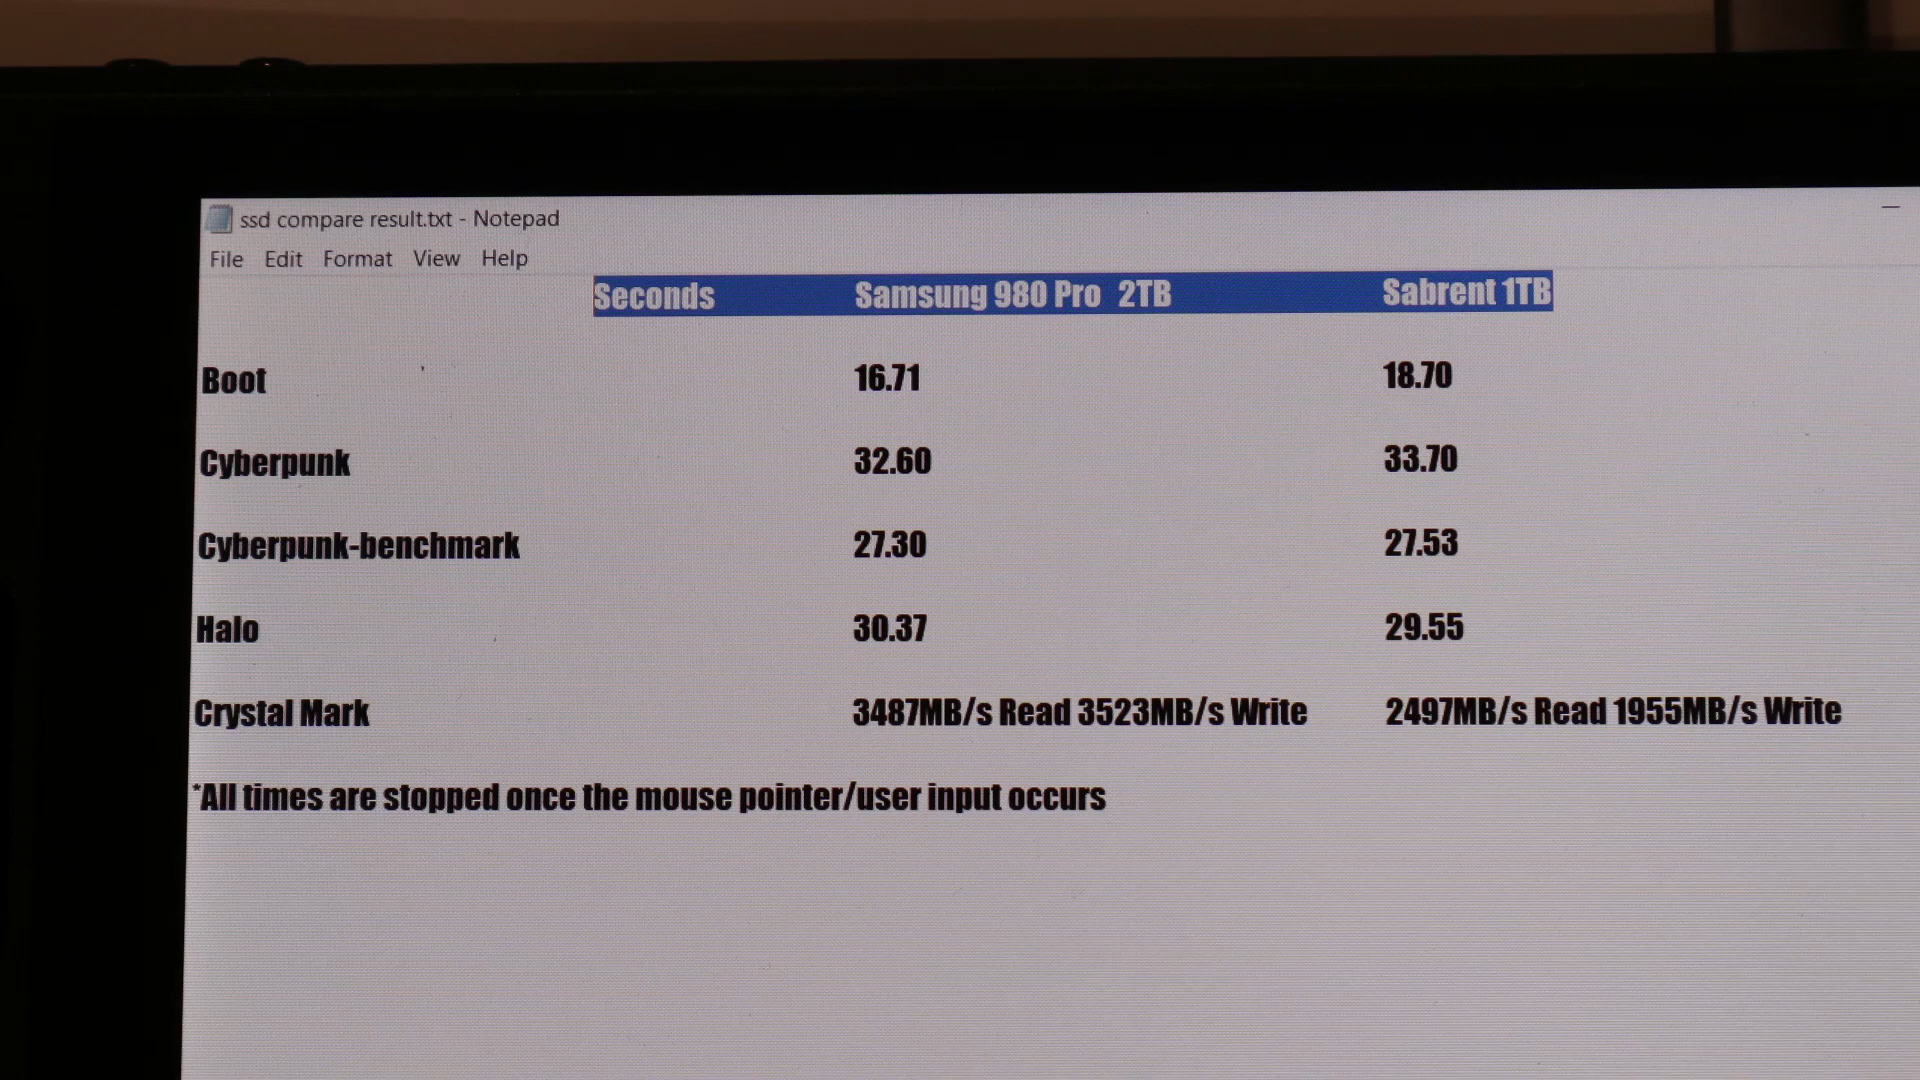 ssd compare result.txt - Notepad
File Edit Format View Help
Seconds Samsung 980 Pro 2TB Sabrent 1TB
Boot 16.71 18.70
Cyberpunk 32.60 33.70
Cyberpunk-benchmark 27.30 27.53
Halo 30.37 29.55
Crystal Mark 3487MB/s Read 3523MB/s Write 2497MB/s Read 1955MB/s Write
*All times are stopped once the mouse pointer/user input occurs